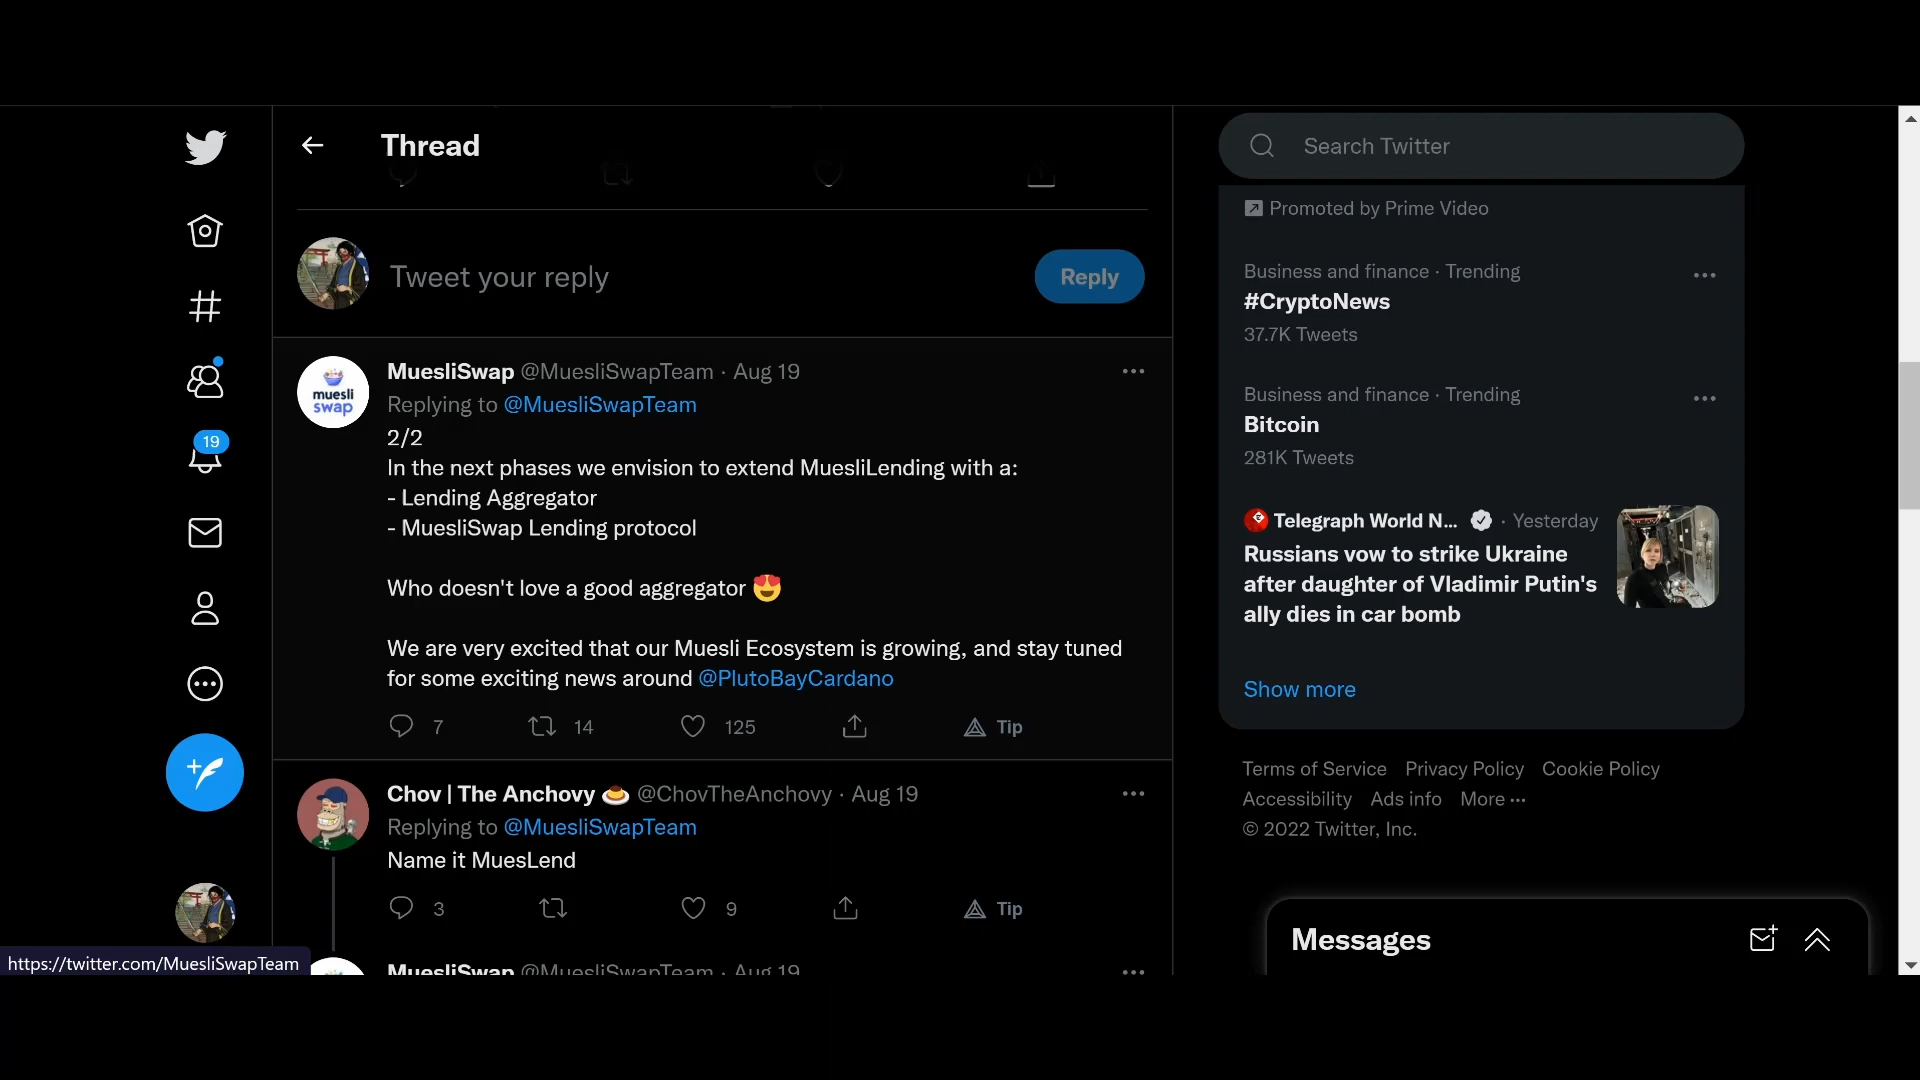 Thread
Search Twitter
Promoted by Prime Video
Tweet your reply
Reply
Business and finance · Trending
#CryptoNews
37.7K Tweets
Business and finance · Trending
Bitcoin
281K Tweets
Telegraph World N... · Yesterday
Russians vow to strike Ukraine
after daughter of Vladimir Putin's
ally dies in car bomb
Show more
Terms of Service Privacy Policy Cookie Policy
Accessibility Ads info More ···
© 2022 Twitter, Inc.
19
muesli
swap
MuesliSwap @MuesliSwapTeam · Aug 19
Replying to @MuesliSwapTeam
2/2
In the next phases we envision to extend MuesliLending with a:
- Lending Aggregator
- MuesliSwap Lending protocol
Who doesn't love a good aggregator 😍
We are very excited that our Muesli Ecosystem is growing, and stay tuned
for some exciting news around @PlutoBayCardano
7 14 125 Tip
Chov | The Anchovy 🍮 @ChovTheAnchovy · Aug 19
Replying to @MuesliSwapTeam
Name it MuesLend
3 9 Tip
MuesliSwap @MuesliSwapTeam · Aug 19
Messages
https://twitter.com/MuesliSwapTeam